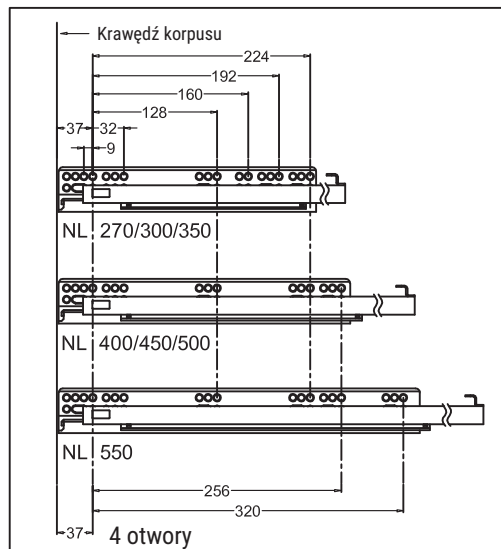 Krawędź korpusu
224
192
160
128
37 32
9
NL 270/300/350
NL 400/450/500
NL 550
256
320
37
4 otwory